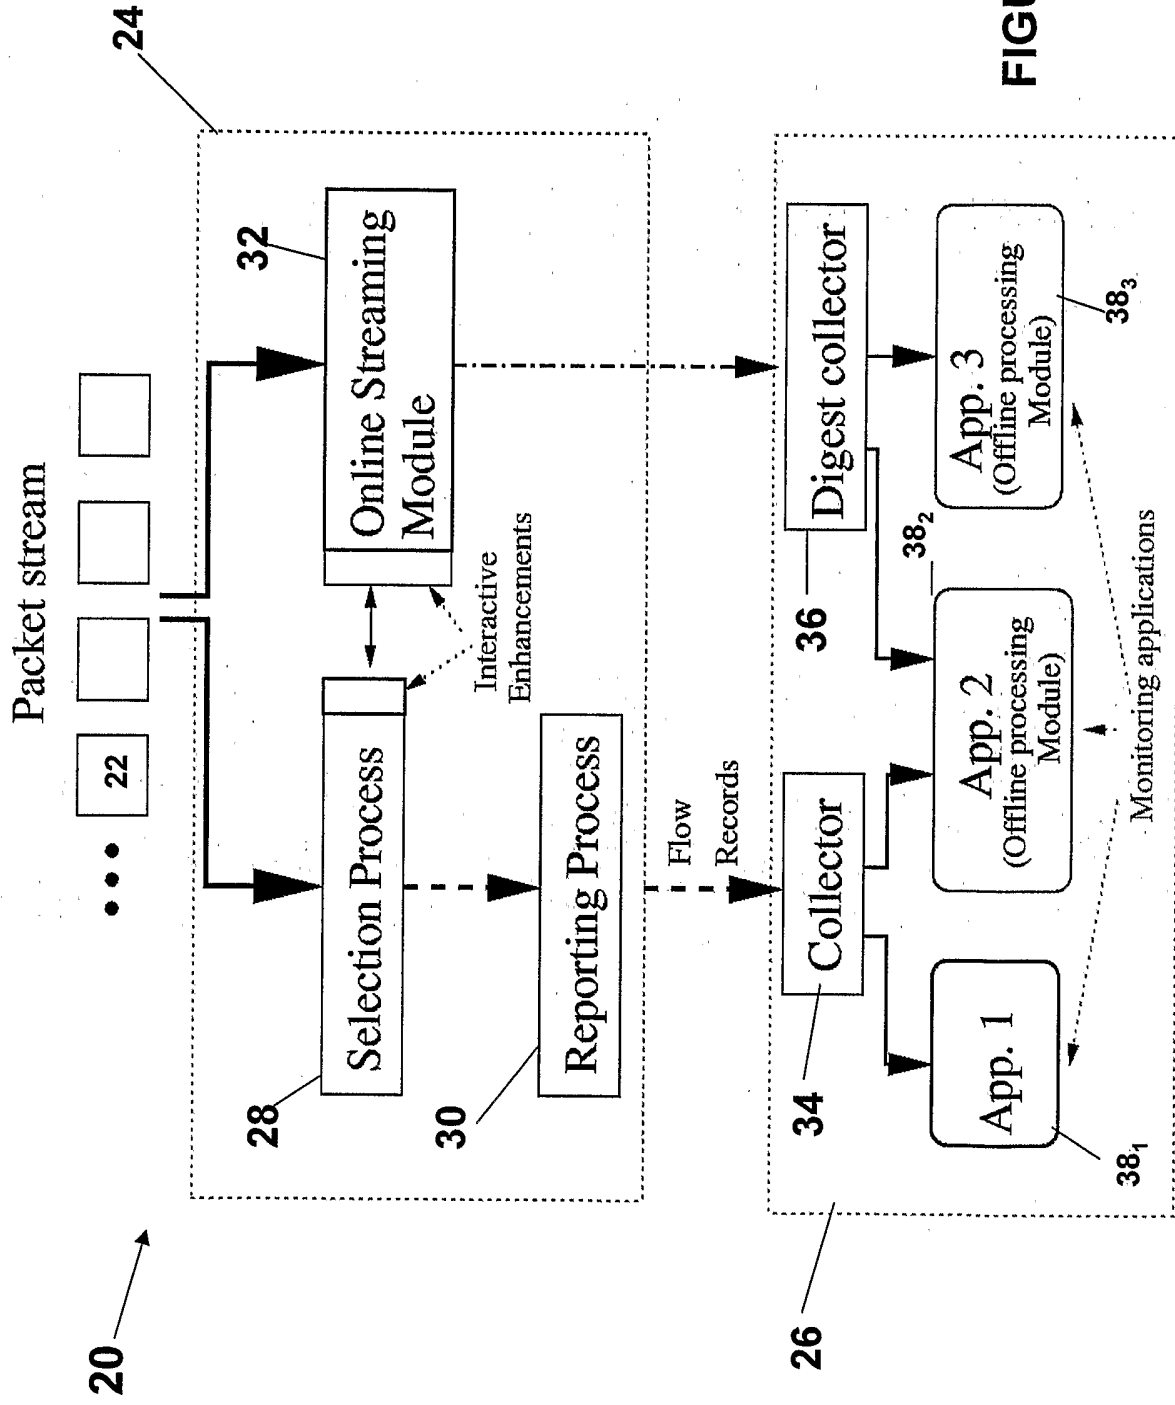 Packet stream
22
24
32
Online Streaming
Module
28
Selection Process
Interactive
Enhancements
30
Reporting Process
Flow
Records
20
26
34
Collector
36
Digest collector
App. 1
38₁
App. 2
(Offline processing
Module)
38₂
App. 3
(Offline processing
Module)
38₃
Monitoring applications
FIGU